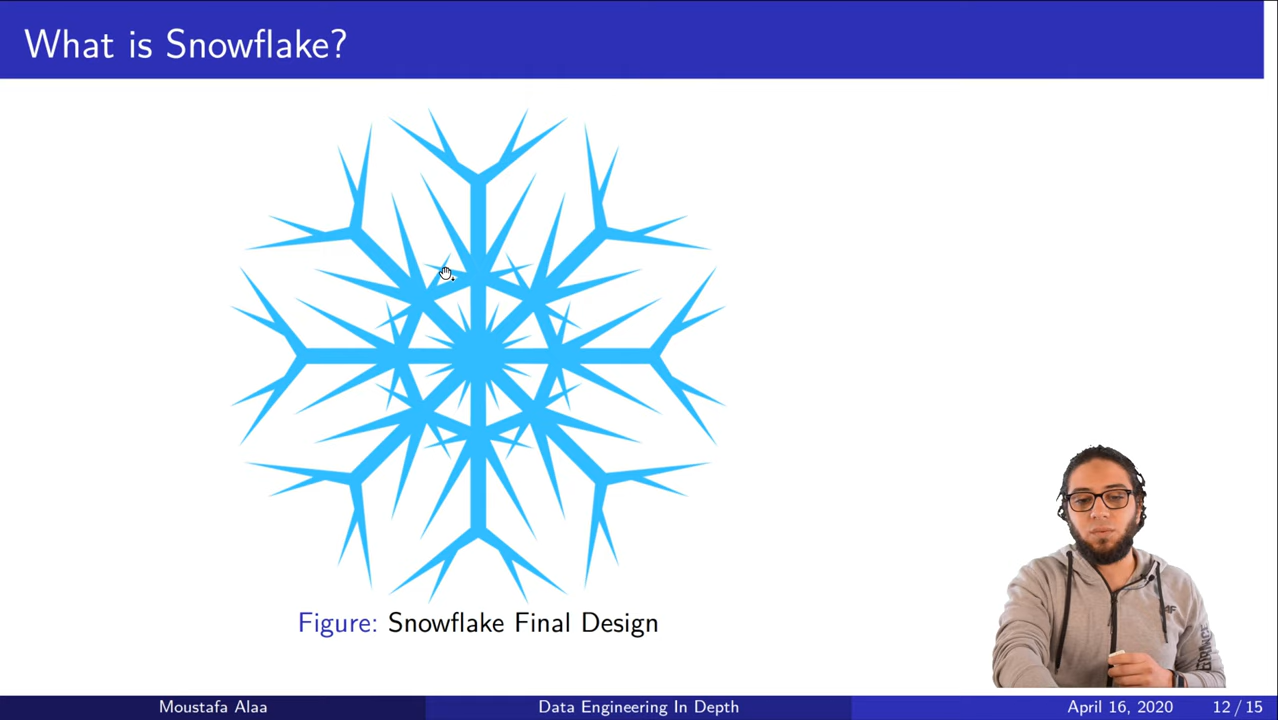 What is Snowflake?
Figure: Snowflake Final Design
Moustafa Alaa
Data Engineering In Depth
April 16, 2020
12 / 15